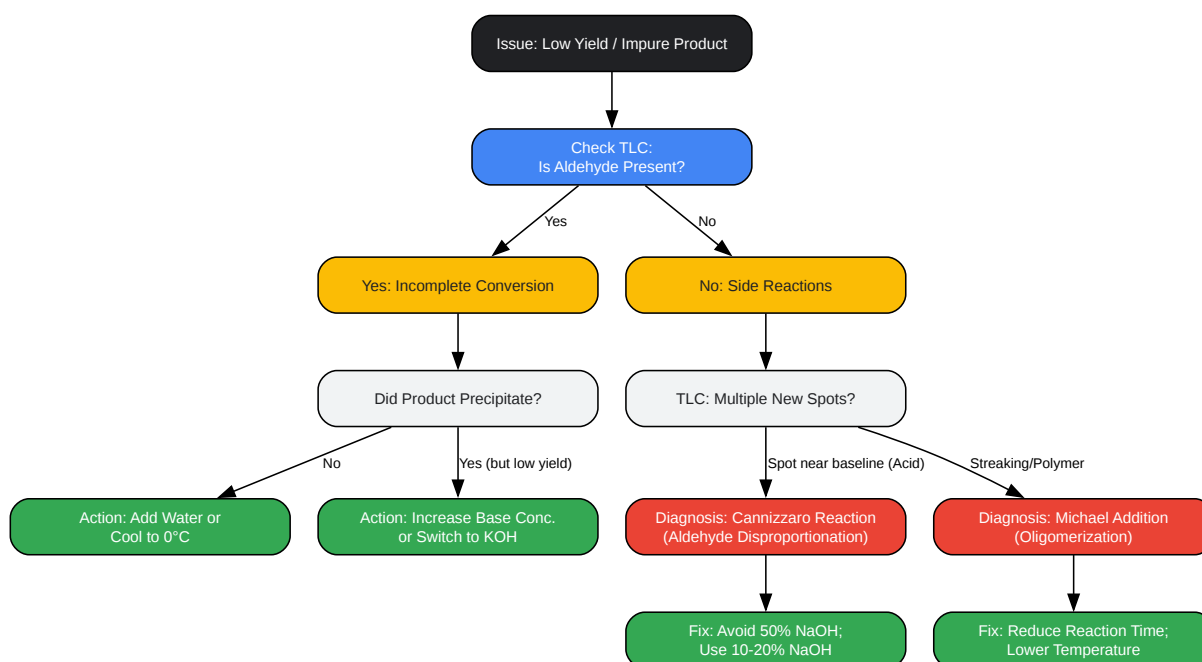 Issue: Low Yield / Impure Product
Check TLC:
Is Aldehyde Present?
Yes
No
Yes: Incomplete Conversion
No: Side Reactions
Did Product Precipitate?
TLC: Multiple New Spots?
No
Yes (but low yield)
Spot near baseline (Acid)
Streaking/Polymer
Action: Add Water or
Cool to 0°C
Action: Increase Base Conc.
or Switch to KOH
Diagnosis: Cannizzaro Reaction
(Aldehyde Disproportionation)
Diagnosis: Michael Addition
(Oligomerization)
Fix: Avoid 50% NaOH;
Use 10-20% NaOH
Fix: Reduce Reaction Time;
Lower Temperature